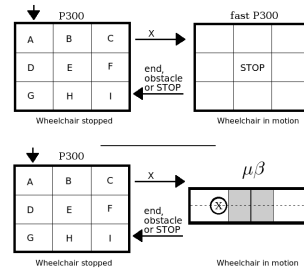 P300
A B C
D E F
G H I
Wheelchair stopped
X
end,
obstacle
or STOP
fast P300
STOP
Wheelchair in motion
P300
A B C
D E F
G H I
Wheelchair stopped
X
end,
obstacle
or STOP
μβ
X
Wheelchair in motion